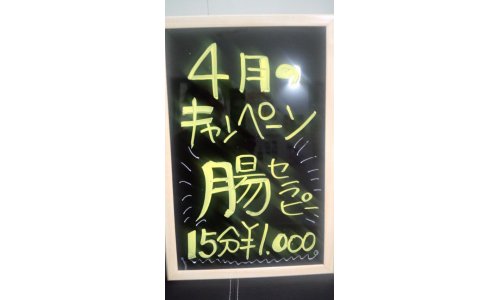 4月の
キャンペーン
腸セラピー
15分¥1.000